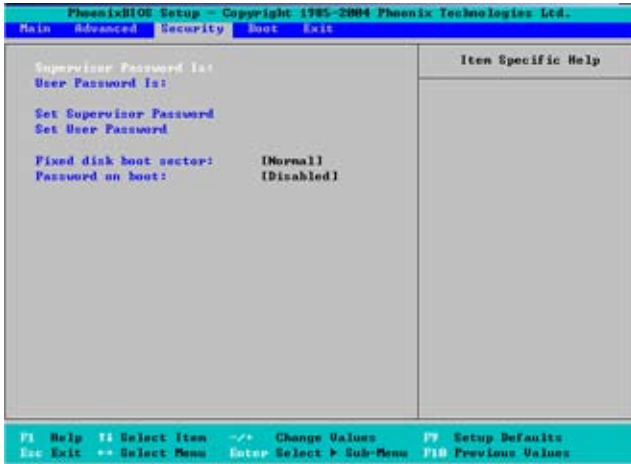 PhoenixBIOS Setup - Copyright 1985-2004 Phoenix Technologies Ltd.
Main Advanced Security Boot Exit
Item Specific Help
Supervisor Password Is:
User Password Is:
Set Supervisor Password
Set User Password
Fixed disk boot sector: [Normal]
Password on boot: [Disabled]
F1 Help ↑↓ Select Item -/+ Change Values F9 Setup Defaults
Esc Exit ↔ Select Menu Enter Select ▶ Sub-Menu F10 Previous Values